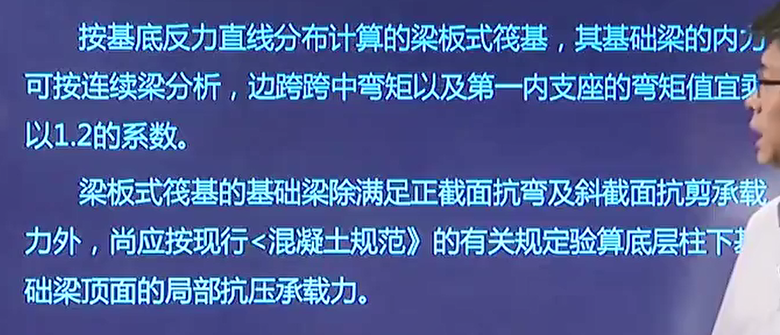 按基底反力直线分布计算的梁板式筏基，其基础梁的内力
可按连续梁分析，边跨跨中弯矩以及第一内支座的弯矩值宜乘
以1.2的系数。
梁板式筏基的基础梁除满足正截面抗弯及斜截面抗剪承载
力外，尚应按现行<混凝土规范》的有关规定验算底层柱下基
础梁顶面的局部抗压承载力。